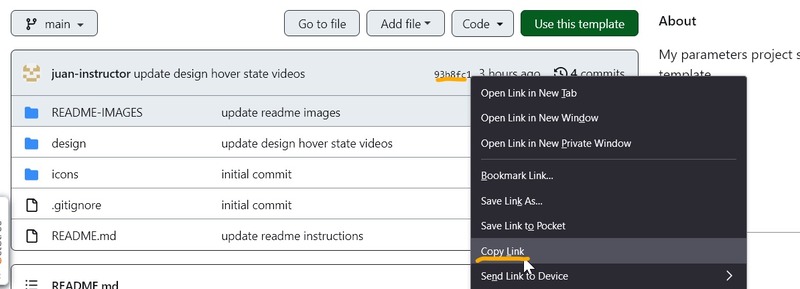 main
Go to file
Add file
Code
Use this template
About
My parameters project s
template
juan-instructor update design hover state videos
93b8fc1 3 hours ago 4 commits
README-IMAGES update readme images
design update design hover state videos
icons initial commit
.gitignore initial commit
README.md update readme instructions
README.md
Open Link in New Tab
Open Link in New Window
Open Link in New Private Window
Bookmark Link...
Save Link As...
Save Link to Pocket
Copy Link
Send Link to Device